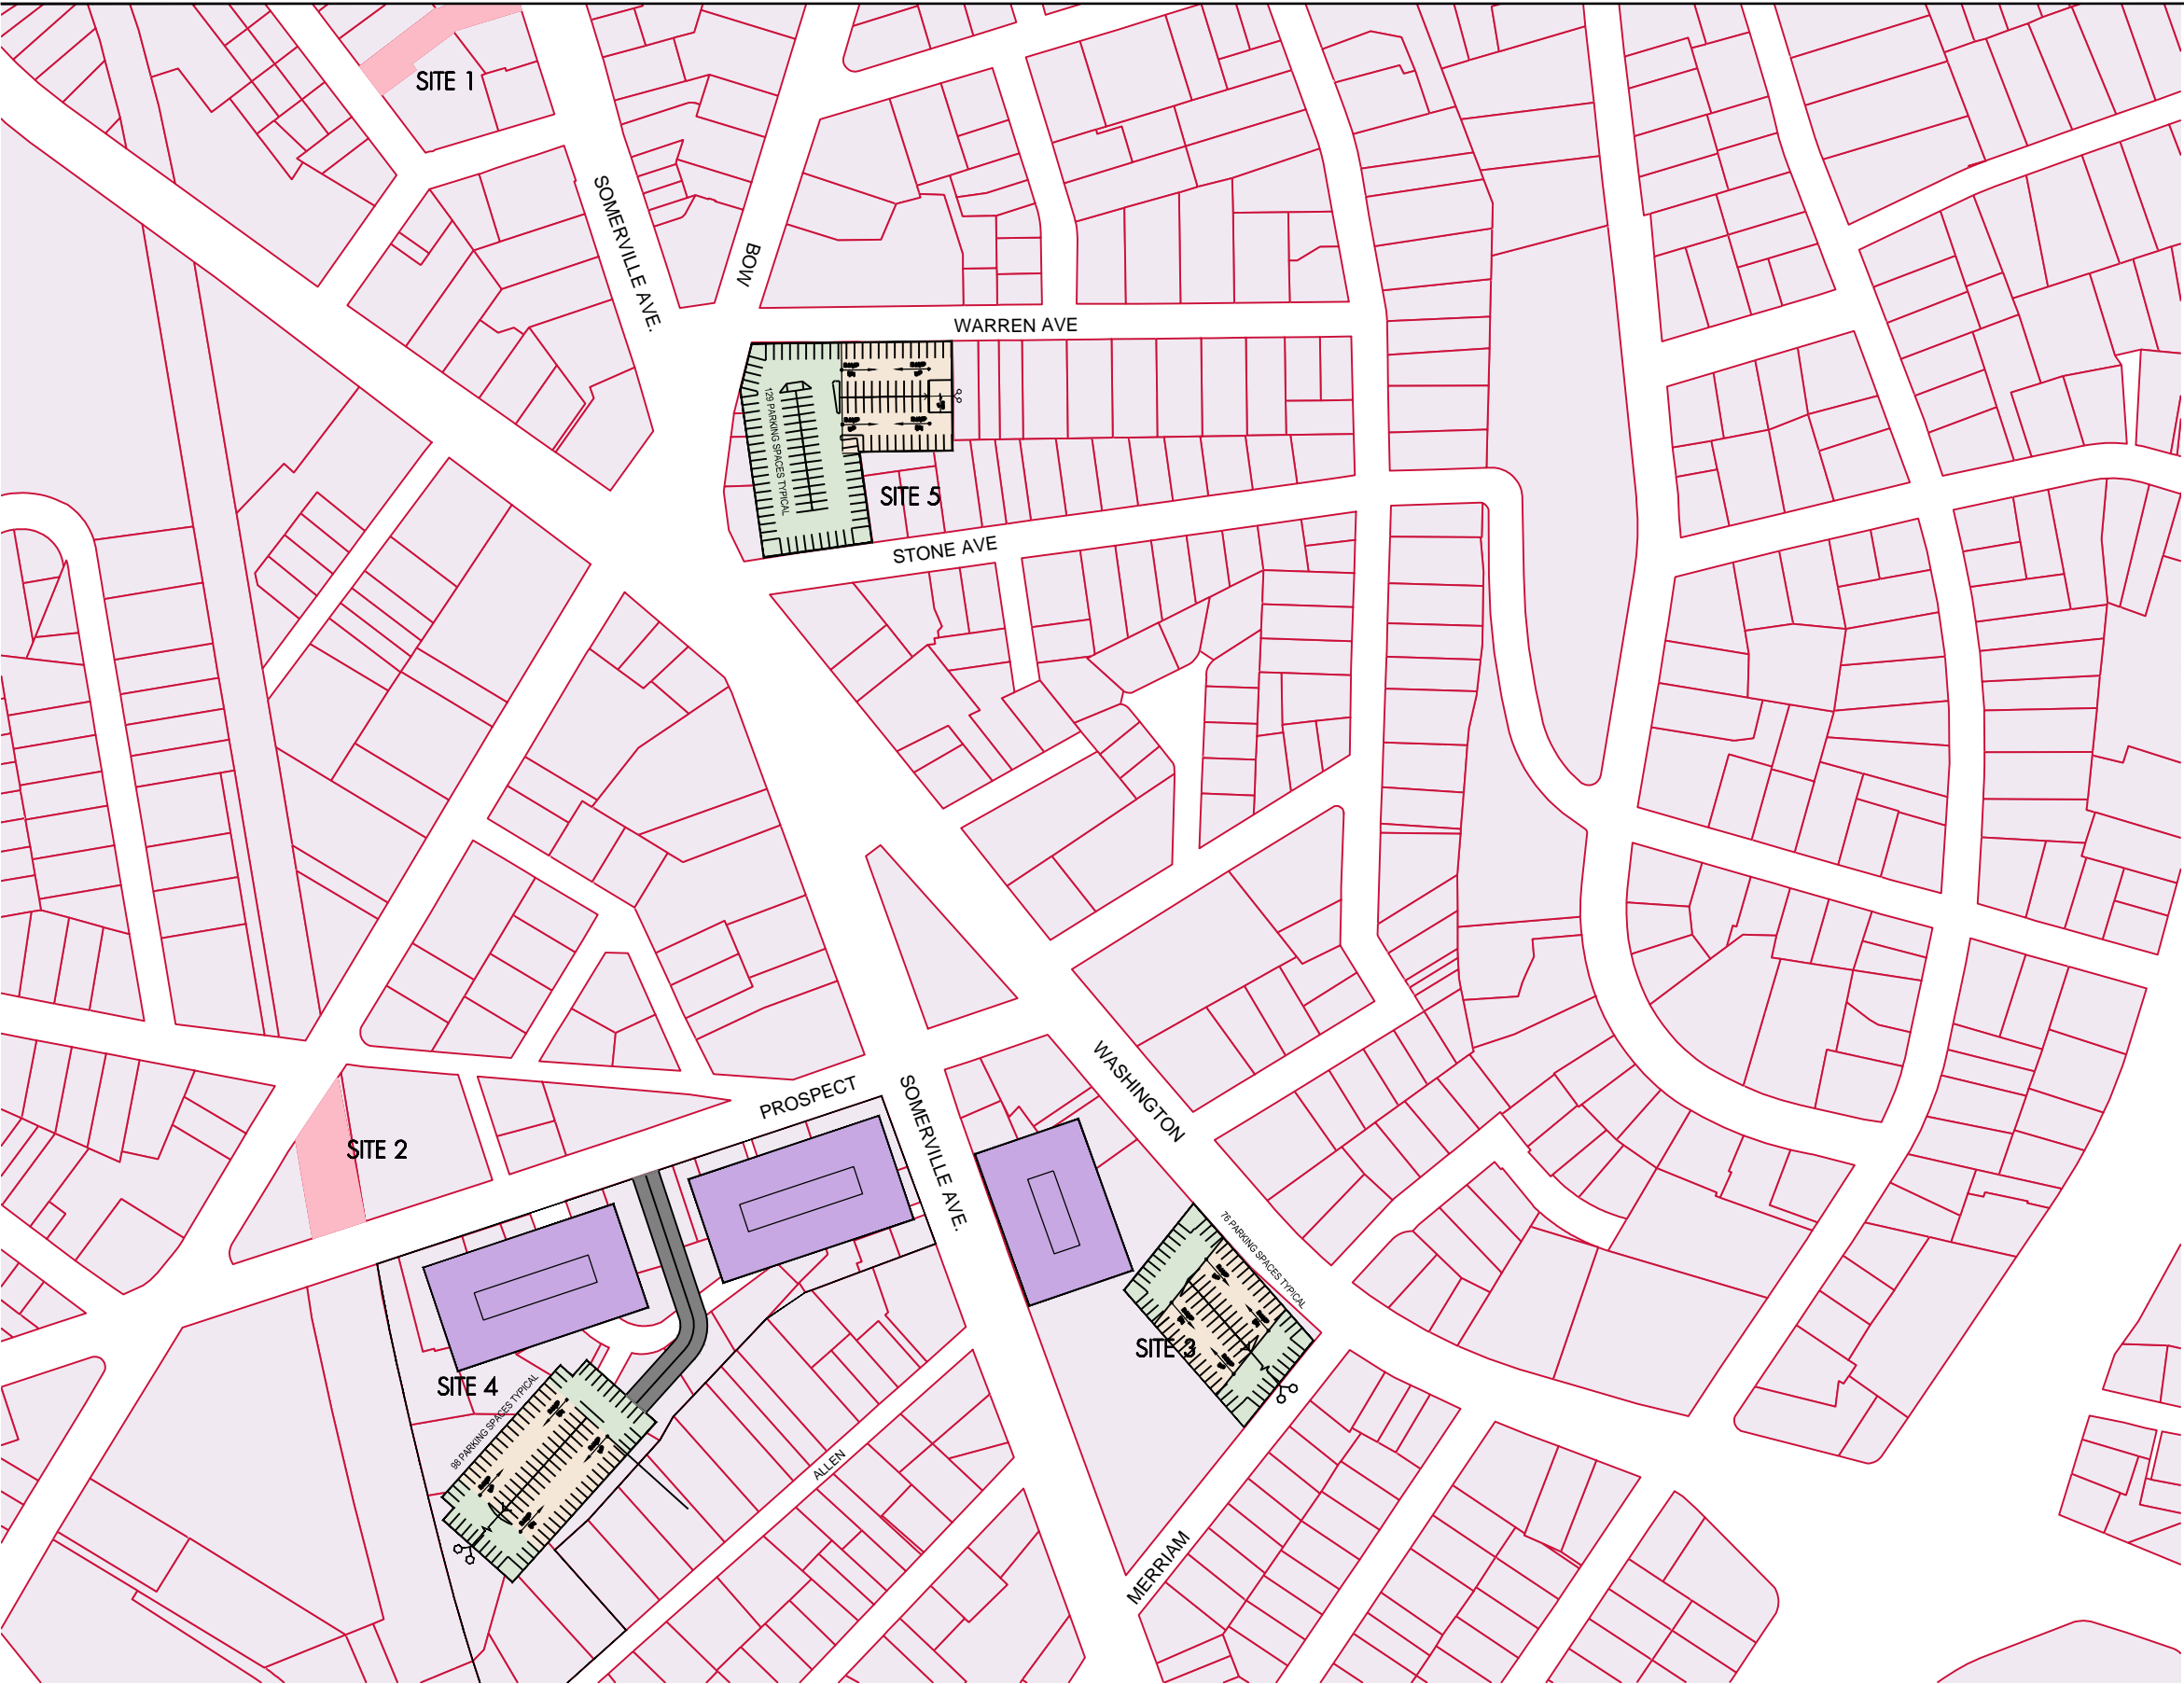 SITE 1
SOMERVILLE AVE.
BOW
WARREN AVE
129 PARKING SPACES TYPICAL
SITE 5
STONE AVE
WASHINGTON
PROSPECT
SOMERVILLE AVE.
SITE 2
76 PARKING SPACES TYPICAL
SITE 3
SITE 4
98 PARKING SPACES TYPICAL
ALLEN
MERRIAM